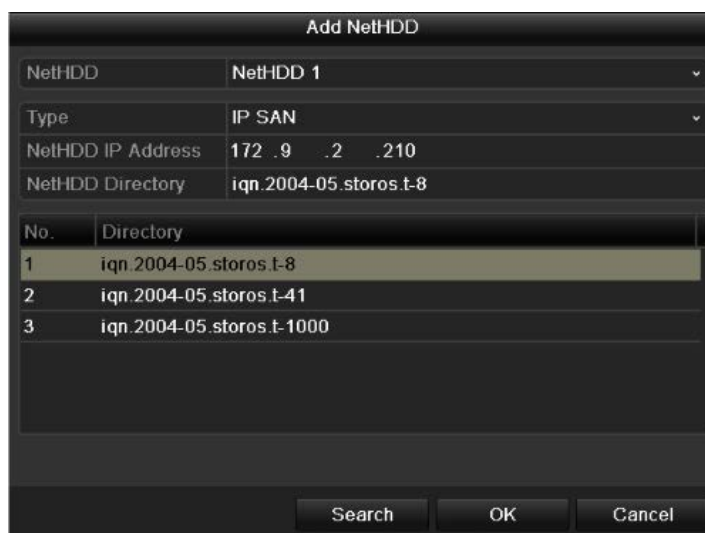 Add NetHDD
NetHDD NetHDD 1
Type IP SAN
NetHDD IP Address 172 .9 .2 .210
NetHDD Directory iqn.2004-05.storos.t-8
No. Directory
1 iqn.2004-05.storos.t-8
2 iqn.2004-05.storos.t-41
3 iqn.2004-05.storos.t-1000
Search OK Cancel